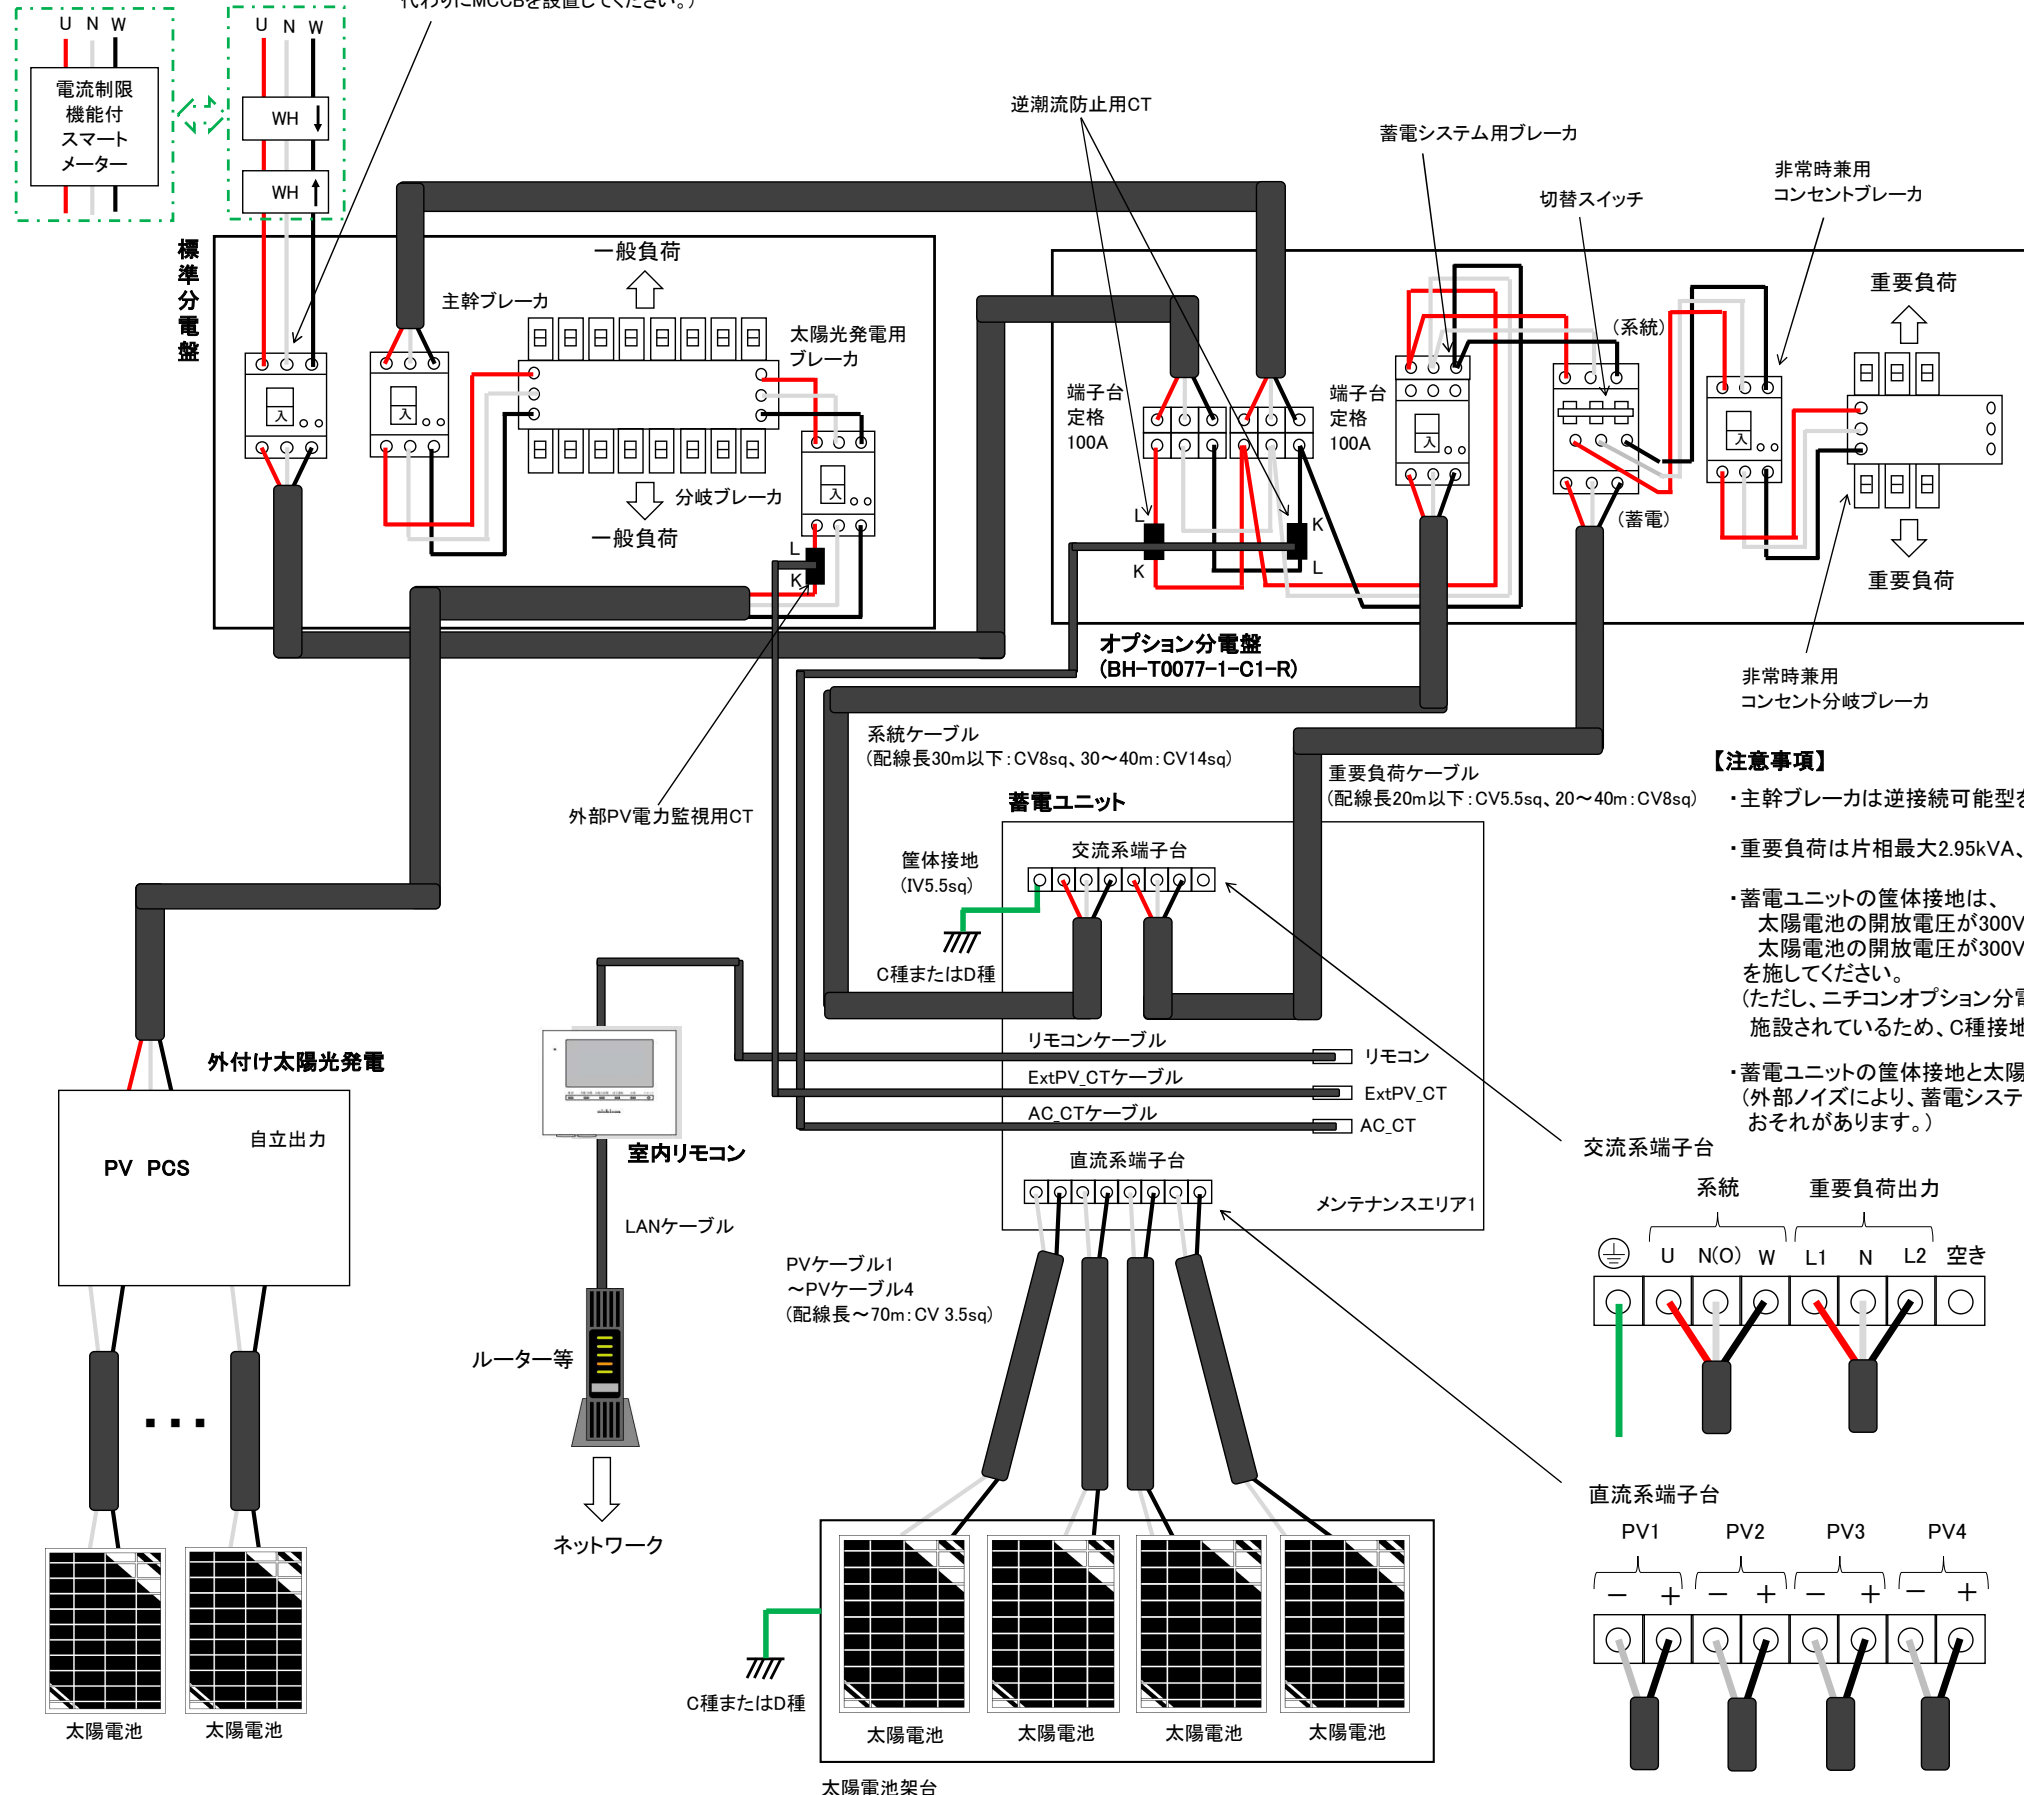 代わりにMCCBを設置してください。)
U N W
U N W
電流制限
機能付
スマート
メーター
WH
WH
逆潮流防止用CT
蓄電システム用ブレーカ
切替スイッチ
非常時兼用
コンセントブレーカ
標準分電盤
主幹ブレーカ
一般負荷
太陽光発電用
ブレーカ
入
入
入
分岐ブレーカ
一般負荷
L
K
端子台
定格
100A
端子台
定格
100A
入
(系統)
(蓄電)
入
重要負荷
重要負荷
L
K
K
L
オプション分電盤
(BH-T0077-1-C1-R)
非常時兼用
コンセント分岐ブレーカ
系統ケーブル
(配線長30m以下:CV8sq、30～40m:CV14sq)
重要負荷ケーブル
(配線長20m以下:CV5.5sq、20～40m:CV8sq)
外部PV電力監視用CT
蓄電ユニット
交流系端子台
筐体接地
(IV5.5sq)
C種またはD種
リモコンケーブル
リモコン
ExtPV_CTケーブル
ExtPV_CT
AC_CTケーブル
AC_CT
直流系端子台
メンテナンスエリア1
【注意事項】
・主幹ブレーカは逆接続可能型を
・重要負荷は片相最大2.95kVA、
・蓄電ユニットの筐体接地は、
太陽電池の開放電圧が300V
太陽電池の開放電圧が300V
を施してください。
(ただし、ニチコンオプション分電
施設されているため、C種接地
・蓄電ユニットの筐体接地と太陽
(外部ノイズにより、蓄電システ
おそれがあります。)
外付け太陽光発電
自立出力
PV PCS
室内リモコン
LANケーブル
ルーター等
ネットワーク
PVケーブル1
～PVケーブル4
(配線長～70m:CV 3.5sq)
太陽電池
太陽電池
C種またはD種
太陽電池
太陽電池
太陽電池
太陽電池
太陽電池架台
交流系端子台
系統
重要負荷出力
U N(O) W L1 N L2 空き
直流系端子台
PV1 PV2 PV3 PV4
－ ＋ － ＋ － ＋ － ＋